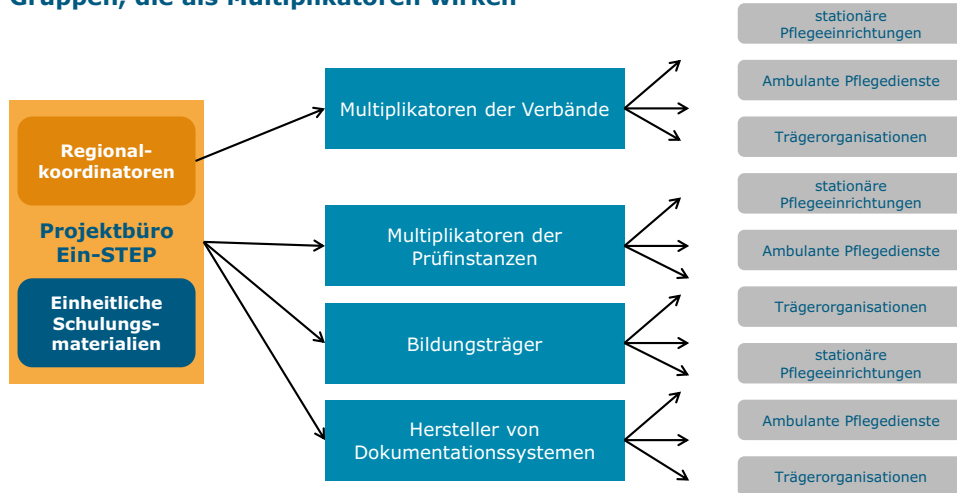 Gruppen, die als Multiplikatoren wirken
Regional-
koordinatoren
Projektbüro
Ein-STEP
Einheitliche
Schulungs-
materialien
Multiplikatoren der Verbände
Multiplikatoren der
Prüfinstanzen
Bildungsträger
Hersteller von
Dokumentationssystemen
stationäre
Pflegeeinrichtungen
Ambulante Pflegedienste
Trägerorganisationen
stationäre
Pflegeeinrichtungen
Ambulante Pflegedienste
Trägerorganisationen
stationäre
Pflegeeinrichtungen
Ambulante Pflegedienste
Trägerorganisationen